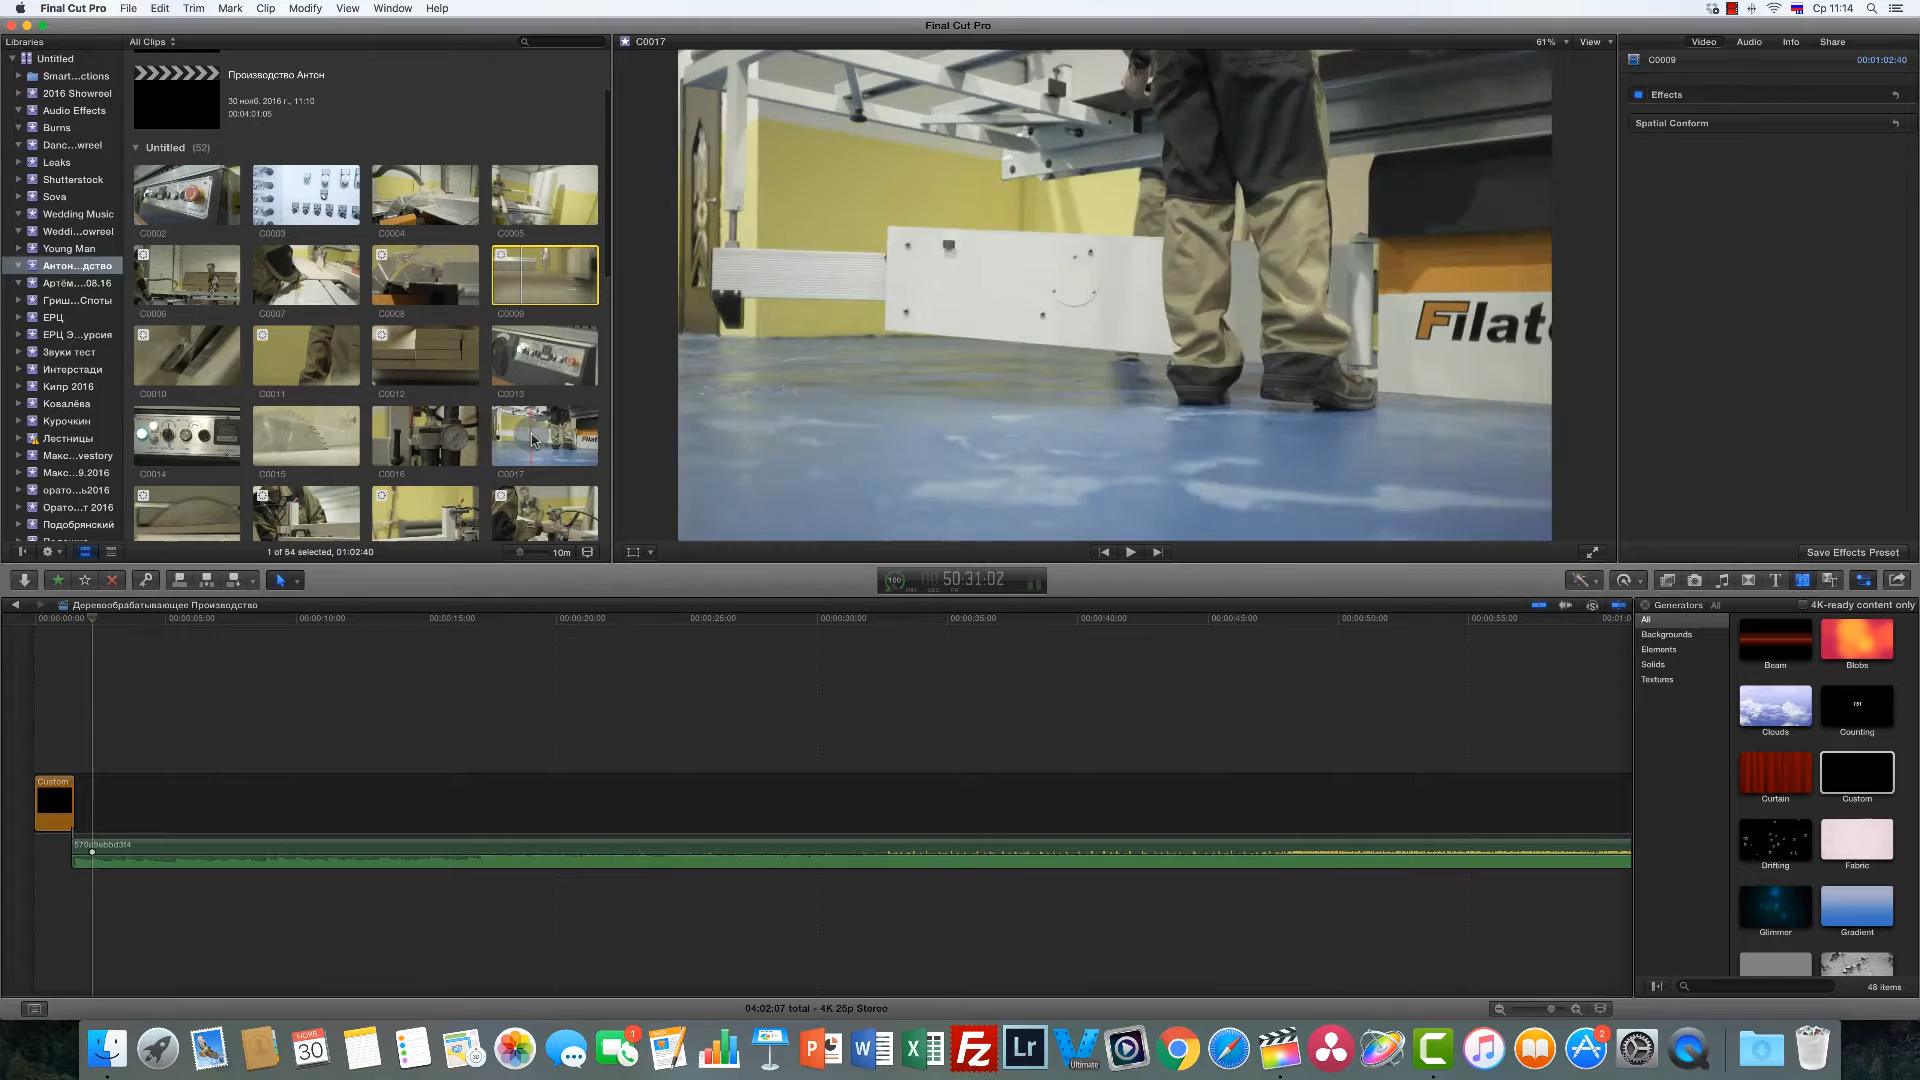 Final Cut Pro File Edit Trim Mark Clip Modify View Window Help
Ср 11:14
Final Cut Pro
Libraries
All Clips
C0017
61% View
Video Audio Info Share
Untitled
Smart...ctions
2016 Showreel
Audio Effects
Burns
Danc...wreel
Leaks
Shutterstock
Sova
Wedding Music
Weddi...owreel
Young Man
Антон...дство
Артём....08.16
Гриш...Споты
ЕРЦ
ЕРЦ Э...урсия
Звуки тест
Интерстади
Кипр 2016
Ковалёва
Курочкин
Лестницы
Макс...vestory
Макс...9.2016
орато...ь2016
Орато...т 2016
Подобрянский
Производство Антон
30 нояб. 2016 г., 11:10
00:04:01:05
Untitled (52)
C0002 C0003 C0004 C0005
C0006 C0007 C0008 C0009
C0010 C0011 C0012 C0013
C0014 C0015 C0016 C0017
1 of 54 selected, 01:02:40
10m
Filat
C0009 00:01:02:40
Effects
Spatial Conform
Save Effects Preset
100 50:31:02
Деревообрабатывающее Производство
00:00:00:00 00:00:05:00 00:00:10:00 00:00:15:00 00:00:20:00 00:00:25:00 00:00:30:00 00:00:35:00 00:00:40:00 00:00:45:00 00:00:50:00 00:00:55:00 00:01:0
Custom
570a9ebbd3f4
Generators All 4K-ready content only
All
Backgrounds
Elements
Solids
Textures
Beam Blobs
Clouds Counting
Curtain Custom
Drifting Fabric
Glimmer Gradient
48 items
04:02:07 total - 4K 25p Stereo
НОЯБ.
30
1
Lr
Ultimate
2